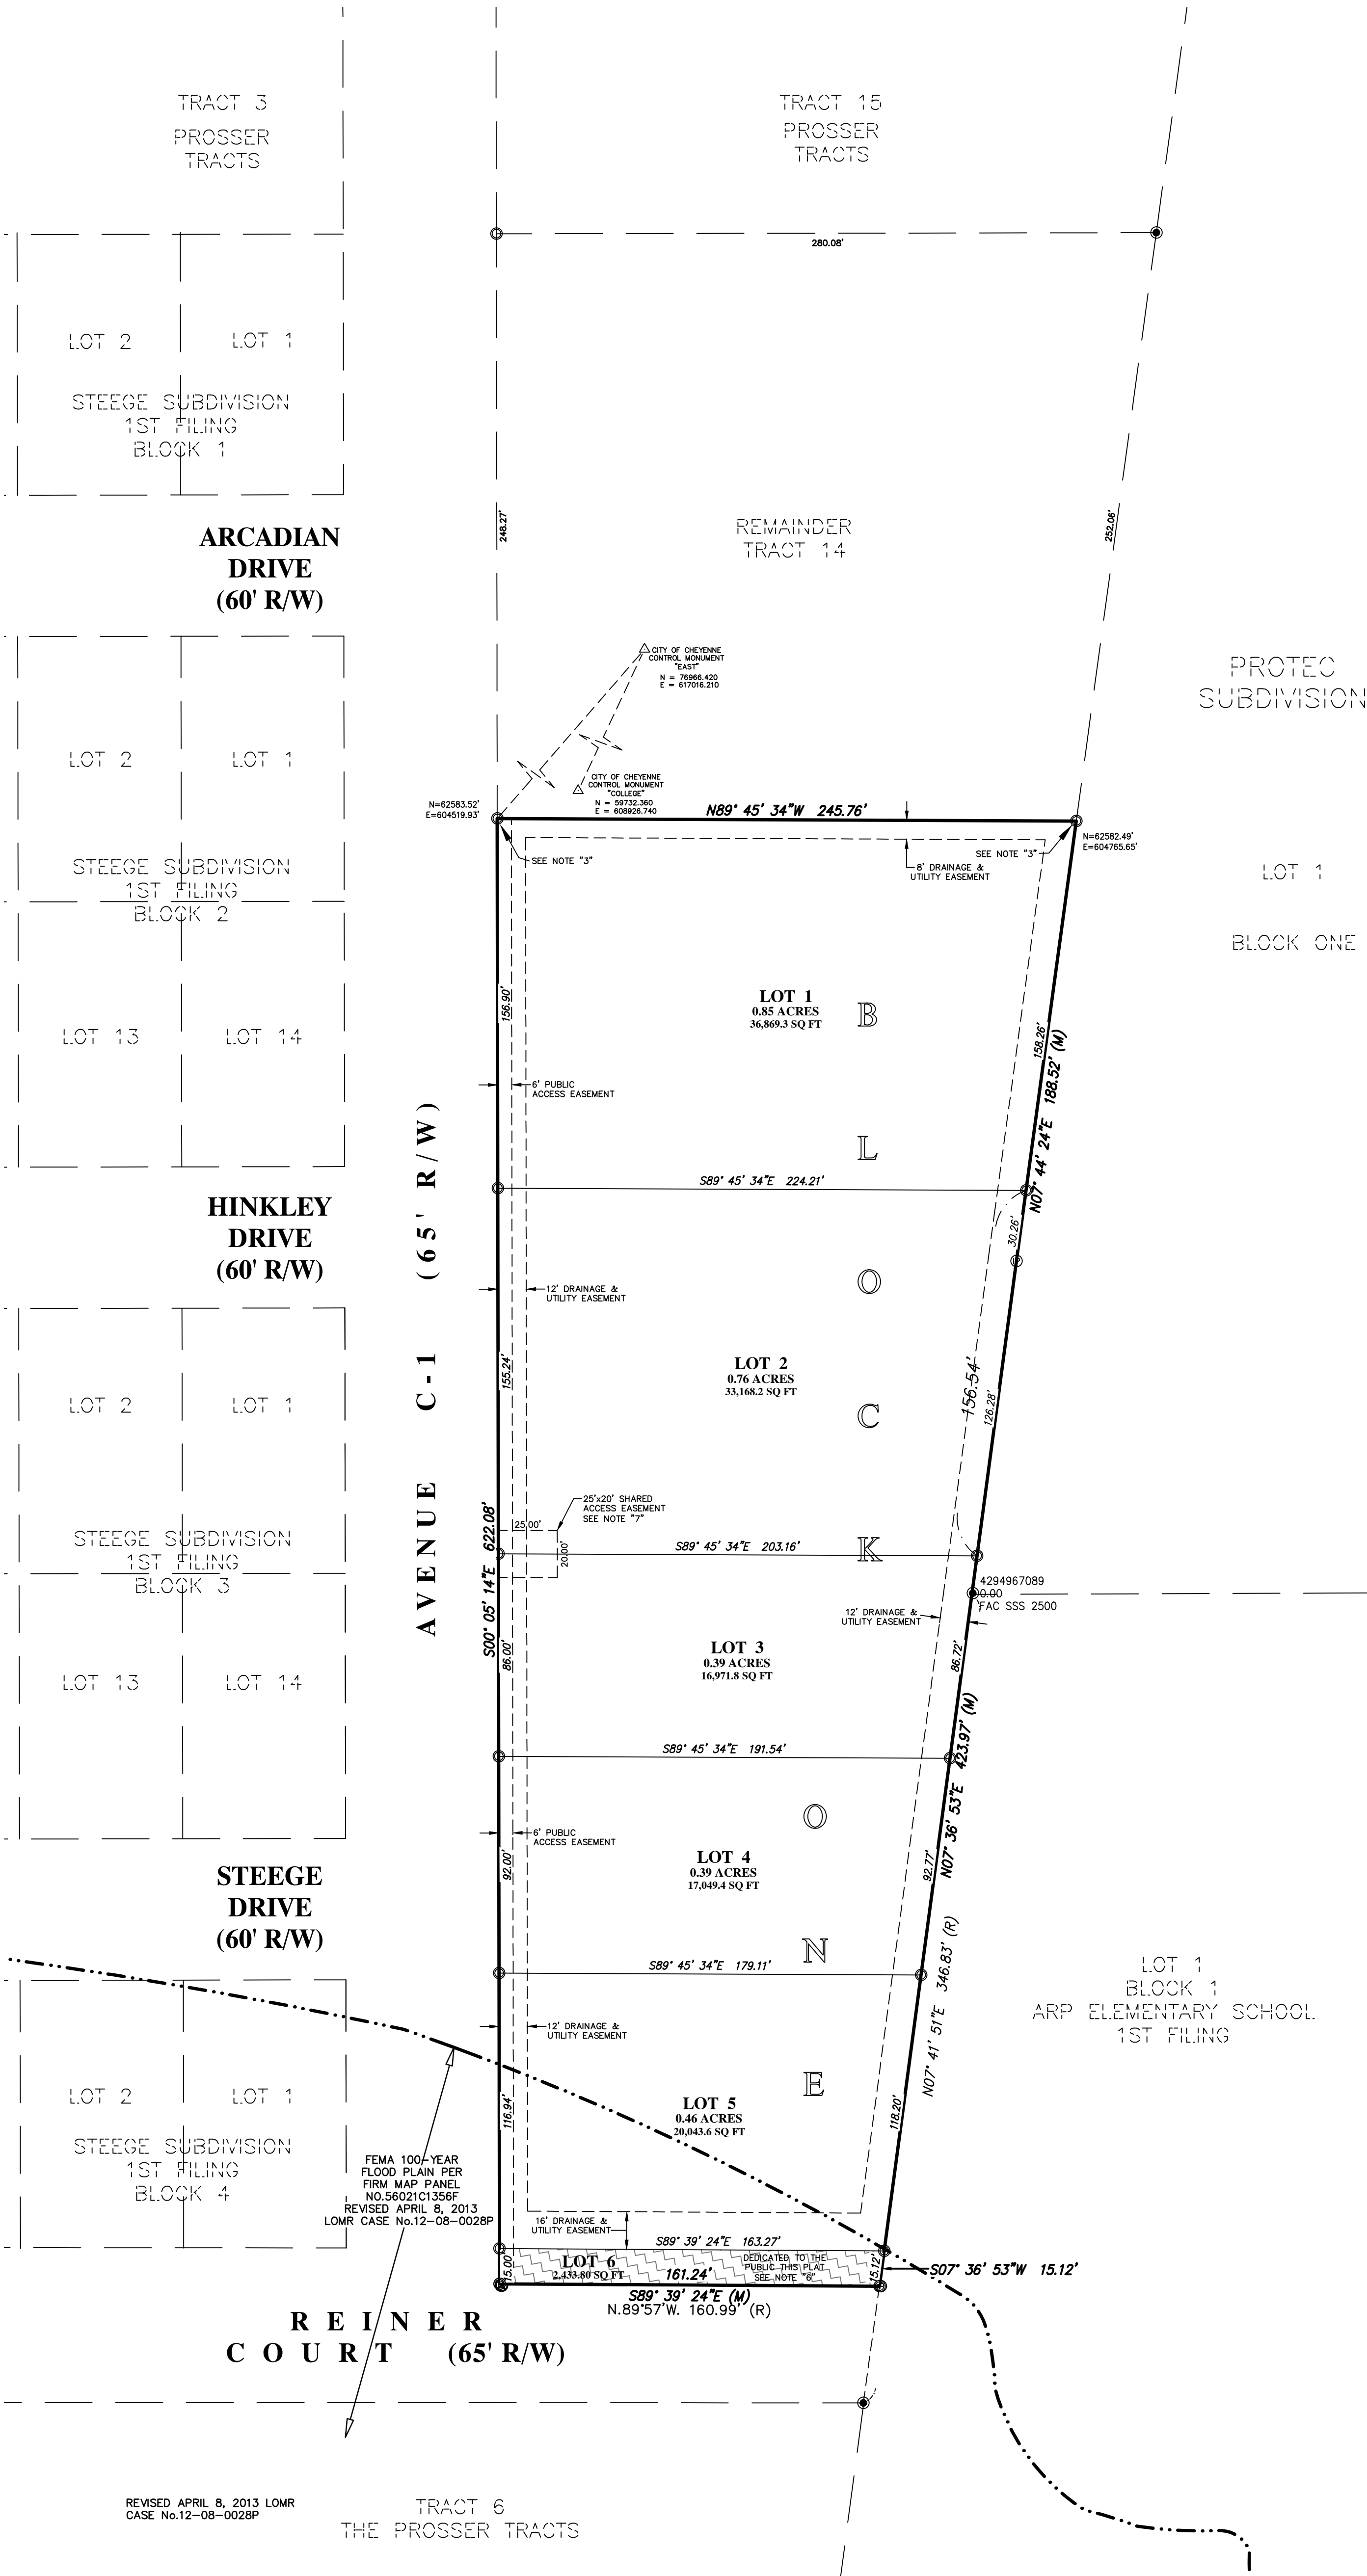 TRACT 3
PROSSER
TRACTS
TRACT 15
PROSSER
TRACTS
280.08'
LOT 2
LOT 1
STEEGE SUBDIVISION
1ST FILING
BLOCK 1
248.27'
252.06'
REMAINDER
TRACT 14
ARCADIAN
DRIVE
(60' R/W)
CITY OF CHEYENNE
CONTROL MONUMENT
"EAST"
N = 76966.420
E = 617016.210
PROTEC
SUBDIVISION
LOT 2
LOT 1
CITY OF CHEYENNE
CONTROL MONUMENT
"COLLEGE"
N = 59732.360
E = 608926.740
N=62583.52'
E=604519.93'
N89° 45' 34"W 245.76'
N=62582.49'
E=604765.65'
SEE NOTE "3"
SEE NOTE "3"
8' DRAINAGE &
UTILITY EASEMENT
STEEGE SUBDIVISION
1ST FILING
BLOCK 2
LOT 1
BLOCK ONE
LOT 13
LOT 14
156.90'
LOT 1
0.85 ACRES
36,869.3 SQ FT
B
L
O
C
K
158.26'
N07° 44' 24"E 188.52' (M)
6' PUBLIC
ACCESS EASEMENT
S89° 45' 34"E 224.21'
30.26'
HINKLEY
DRIVE
(60' R/W)
AVENUE C-1 (65' R/W)
12' DRAINAGE &
UTILITY EASEMENT
LOT 2
LOT 1
155.24'
LOT 2
0.76 ACRES
33,168.2 SQ FT
156.54'
126.28'
25'x20' SHARED
ACCESS EASEMENT
SEE NOTE "7"
25.00'
20.00'
S00° 05' 14"E 622.08'
S89° 45' 34"E 203.16'
4294967089
0.00
FAC SSS 2500
STEEGE SUBDIVISION
1ST FILING
BLOCK 3
12' DRAINAGE &
UTILITY EASEMENT
LOT 13
LOT 14
86.00'
LOT 3
0.39 ACRES
16,971.8 SQ FT
86.72'
N07° 36' 53"E 423.97' (M)
S89° 45' 34"E 191.54'
O
N
E
6' PUBLIC
ACCESS EASEMENT
92.00'
LOT 4
0.39 ACRES
17,049.4 SQ FT
92.77'
STEEGE
DRIVE
(60' R/W)
S89° 45' 34"E 179.11'
N07° 41' 51"E 346.83' (R)
LOT 1
BLOCK 1
ARP ELEMENTARY SCHOOL
1ST FILING
12' DRAINAGE &
UTILITY EASEMENT
LOT 2
LOT 1
STEEGE SUBDIVISION
1ST FILING
BLOCK 4
116.94'
LOT 5
0.46 ACRES
20,043.6 SQ FT
118.20'
FEMA 100-YEAR
FLOOD PLAIN PER
FIRM MAP PANEL
NO.56021C1356F
REVISED APRIL 8, 2013
LOMR CASE No.12-08-0028P
16' DRAINAGE &
UTILITY EASEMENT
S89° 39' 24"E 163.27'
15.00'
LOT 6
2,433.80 SQ FT
161.24'
DEDICATED TO THE
PUBLIC THIS PLAT
SEE NOTE "6"
15.12'
S07° 36' 53"W 15.12'
S89° 39' 24"E (M)
N.89°57'W. 160.99' (R)
REINER
COURT (65' R/W)
REVISED APRIL 8, 2013 LOMR
CASE No.12-08-0028P
TRACT 6
THE PROSSER TRACTS